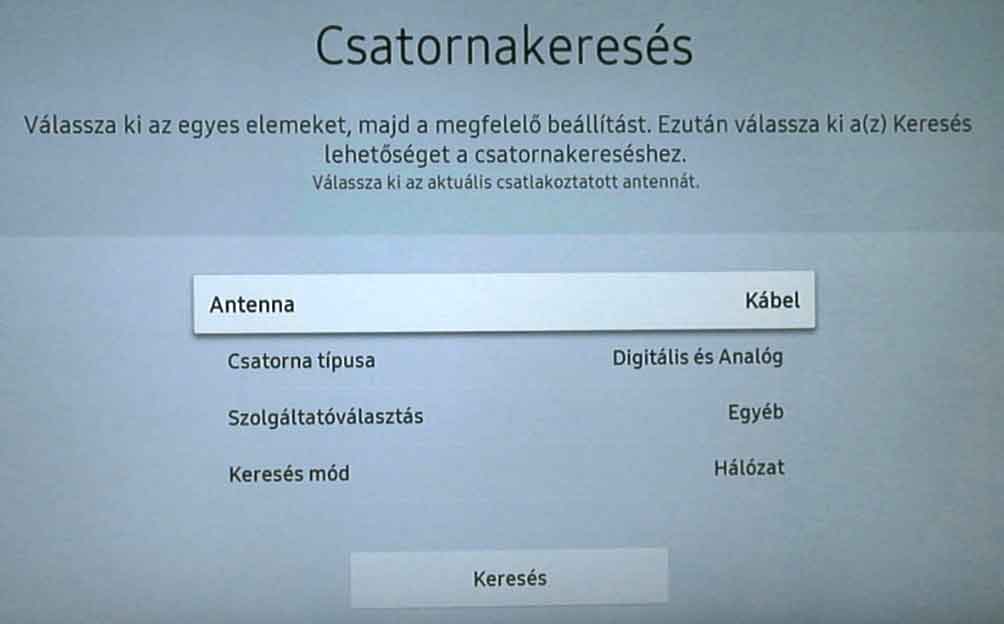 Csatornakeresés
Válassza ki az egyes elemeket, majd a megfelelő beállítást. Ezután válassza ki a(z) Keresés
lehetőséget a csatornakereséshez.
Válassza ki az aktuális csatlakoztatott antennát.
Antenna Kábel
Csatorna típusa Digitális és Analóg
Szolgáltatóválasztás Egyéb
Keresés mód Hálózat
Keresés